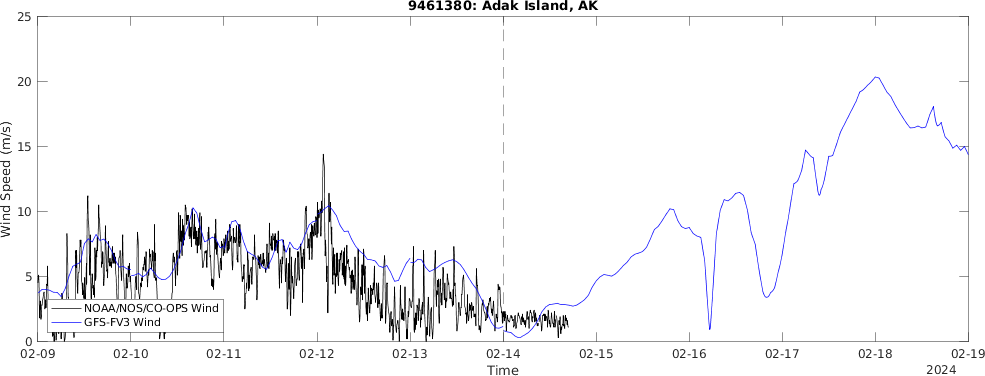 9461380: Adak Island, AK
Wind Speed (m/s)
25
20
15
10
5
0
NOAA/NOS/CO-OPS Wind
GFS-FV3 Wind
02-09 02-10 02-11 02-12 02-13 02-14 02-15 02-16 02-17 02-18 02-19
Time
2024